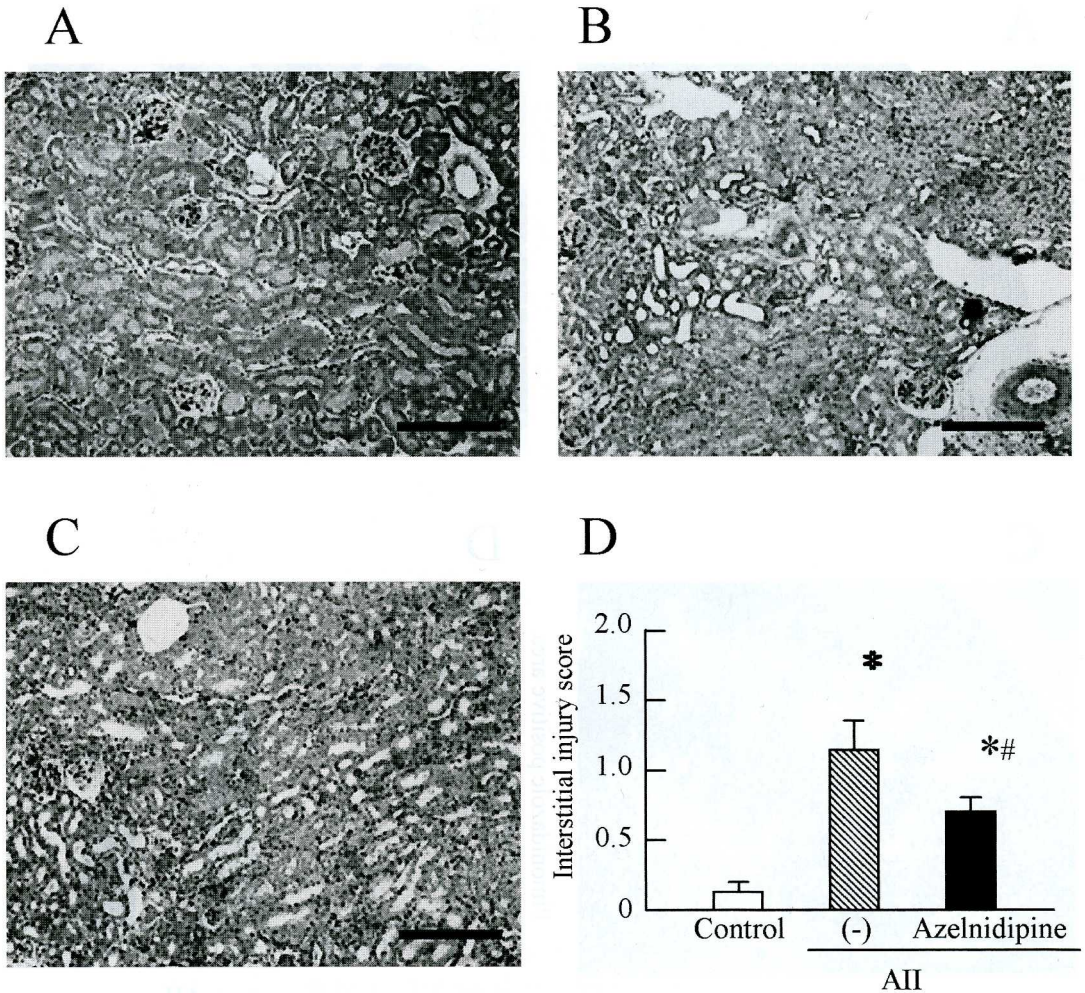 A
B
C
D
Interstitial injury score
2.0
1.5
1.0
0.5
0
*
*#
Control
(-)
Azelnidipine
AII